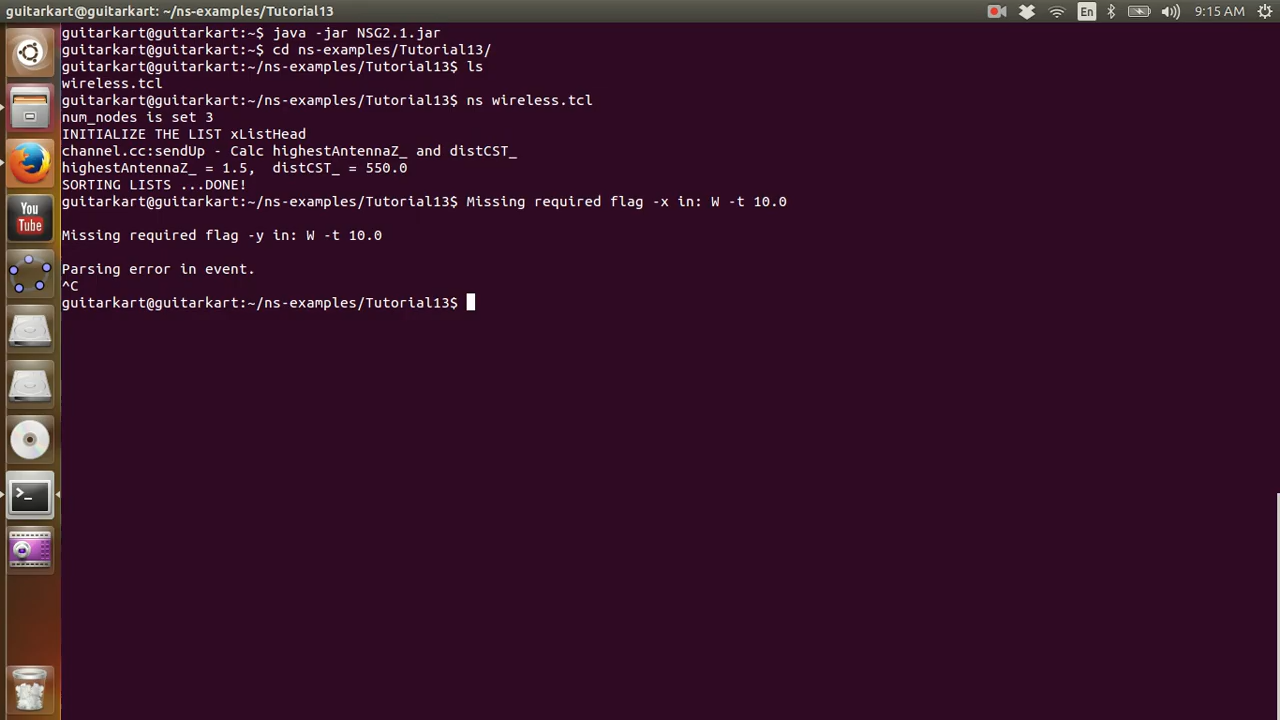 guitarkart@guitarkart: ~/ns-examples/Tutorial13
En
9:15 AM
guitarkart@guitarkart:~$ java -jar NSG2.1.jar
guitarkart@guitarkart:~$ cd ns-examples/Tutorial13/
guitarkart@guitarkart:~/ns-examples/Tutorial13$ ls
wireless.tcl
guitarkart@guitarkart:~/ns-examples/Tutorial13$ ns wireless.tcl
num_nodes is set 3
INITIALIZE THE LIST xListHead
channel.cc:sendUp - Calc highestAntennaZ_ and distCST_
highestAntennaZ_ = 1.5,  distCST_ = 550.0
SORTING LISTS ...DONE!
guitarkart@guitarkart:~/ns-examples/Tutorial13$ Missing required flag -x in: W -t 10.0
Missing required flag -y in: W -t 10.0
Parsing error in event.
^C
guitarkart@guitarkart:~/ns-examples/Tutorial13$
You
Tube
>_